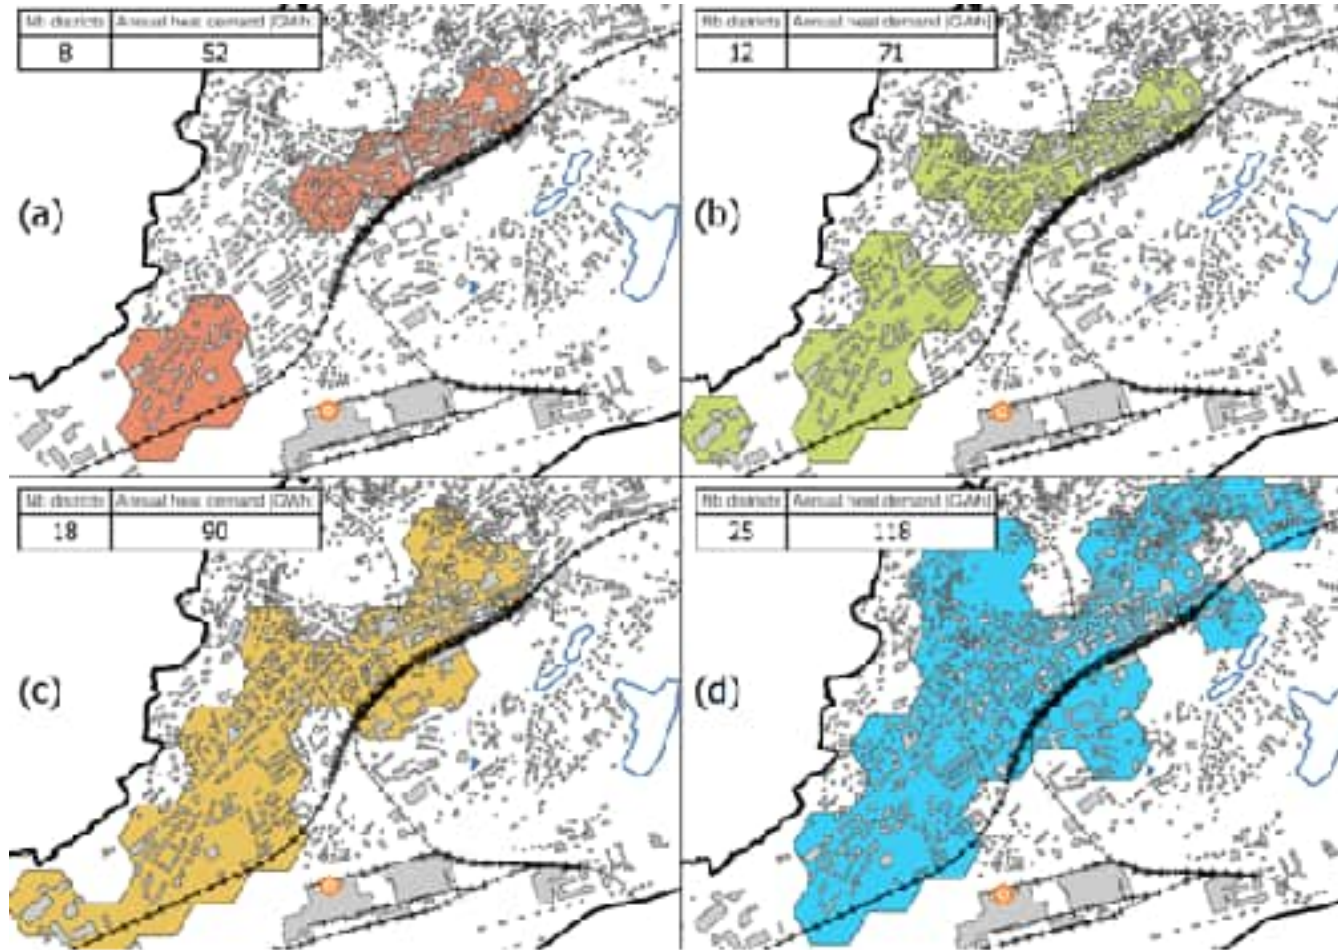 Nb districts Annual heat demand [GWh]
8 52
(a)
Nb districts Annual heat demand [GWh]
12 71
(b)
Nb districts Annual heat demand [GWh]
18 90
(c)
Nb districts Annual heat demand [GWh]
25 118
(d)